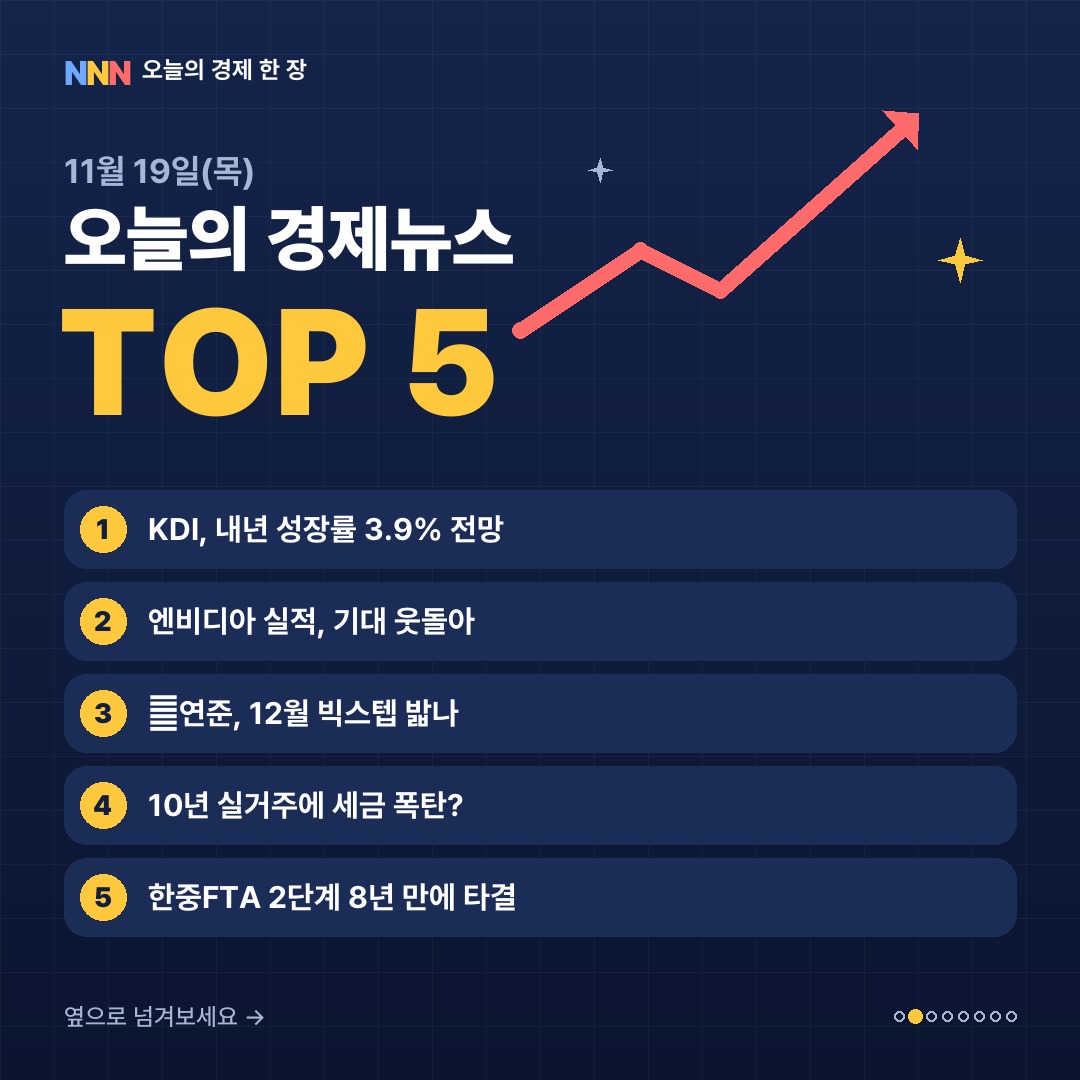 NNN 오늘의 경제 한 장
11월 19일(목)
오늘의 경제뉴스
TOP 5
1 KDI, 내년 성장률 3.9% 전망
2 엔비디아 실적, 기대 웃돌아
3 연준, 12월 빅스텝 밟나
4 10년 실거주에 세금 폭탄?
5 한중FTA 2단계 8년 만에 타결
옆으로 넘겨보세요 →